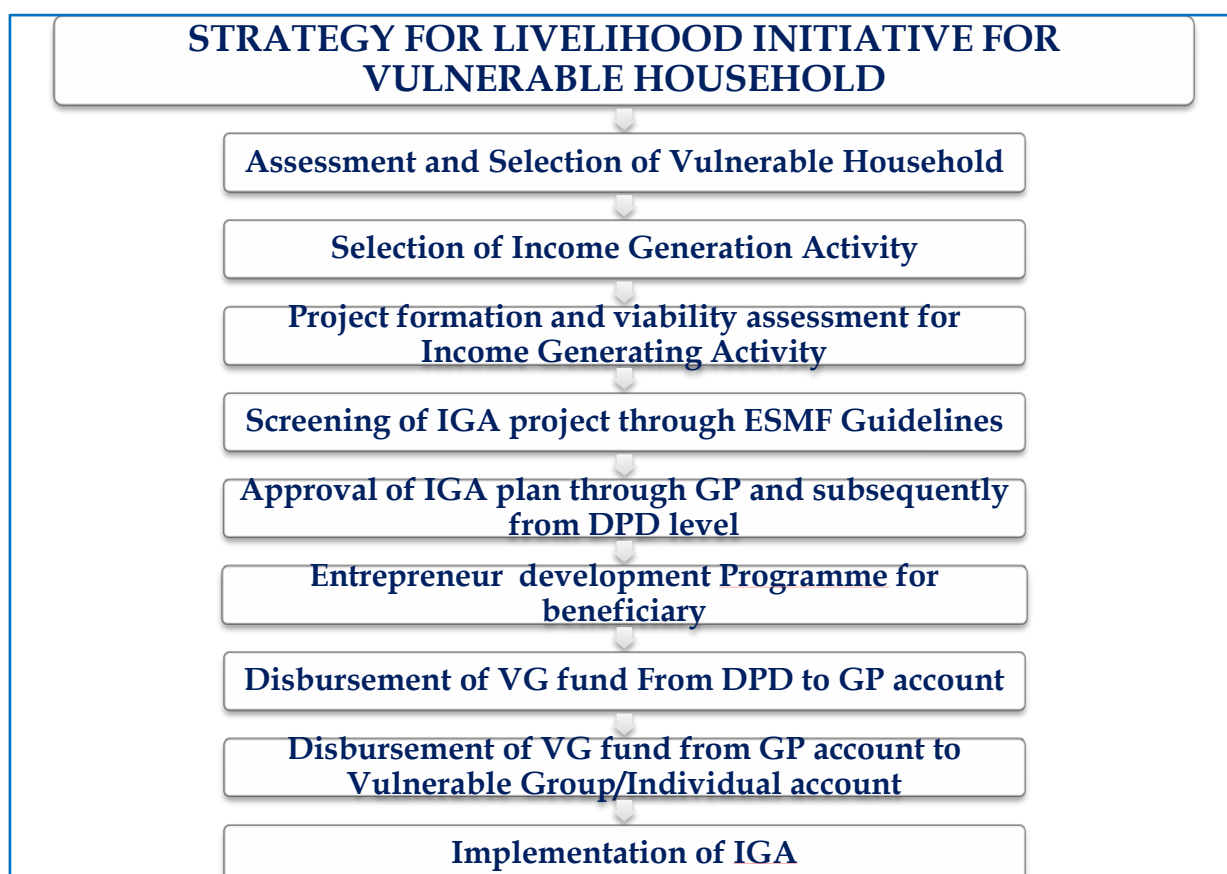 STRATEGY FOR LIVELIHOOD INITIATIVE FOR
VULNERABLE HOUSEHOLD
Assessment and Selection of Vulnerable Household
Selection of Income Generation Activity
Project formation and viability assessment for
Income Generating Activity
Screening of IGA project through ESMF Guidelines
Approval of IGA plan through GP and subsequently
from DPD level
Entrepreneur development Programme for
beneficiary
Disbursement of VG fund From DPD to GP account
Disbursement of VG fund from GP account to
Vulnerable Group/Individual account
Implementation of IGA